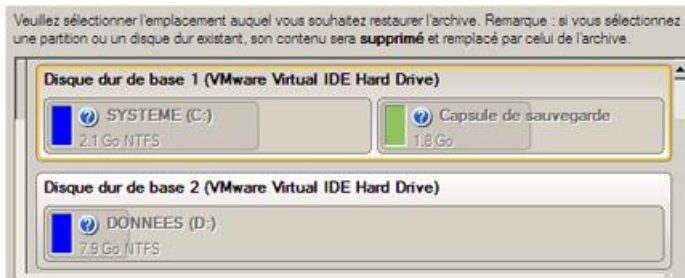 Veuillez sélectionner l'emplacement auquel vous souhaitez restaurer l'archive. Remarque : si vous sélectionnez
une partition ou un disque dur existant, son contenu sera supprimé et remplacé par celui de l'archive.
Disque dur de base 1 (VMware Virtual IDE Hard Drive)
SYSTEME (C:)
2.1 Go NTFS
Capsule de sauvegarde
1.8 Go
Disque dur de base 2 (VMware Virtual IDE Hard Drive)
DONNEES (D:)
7.9 Go NTFS